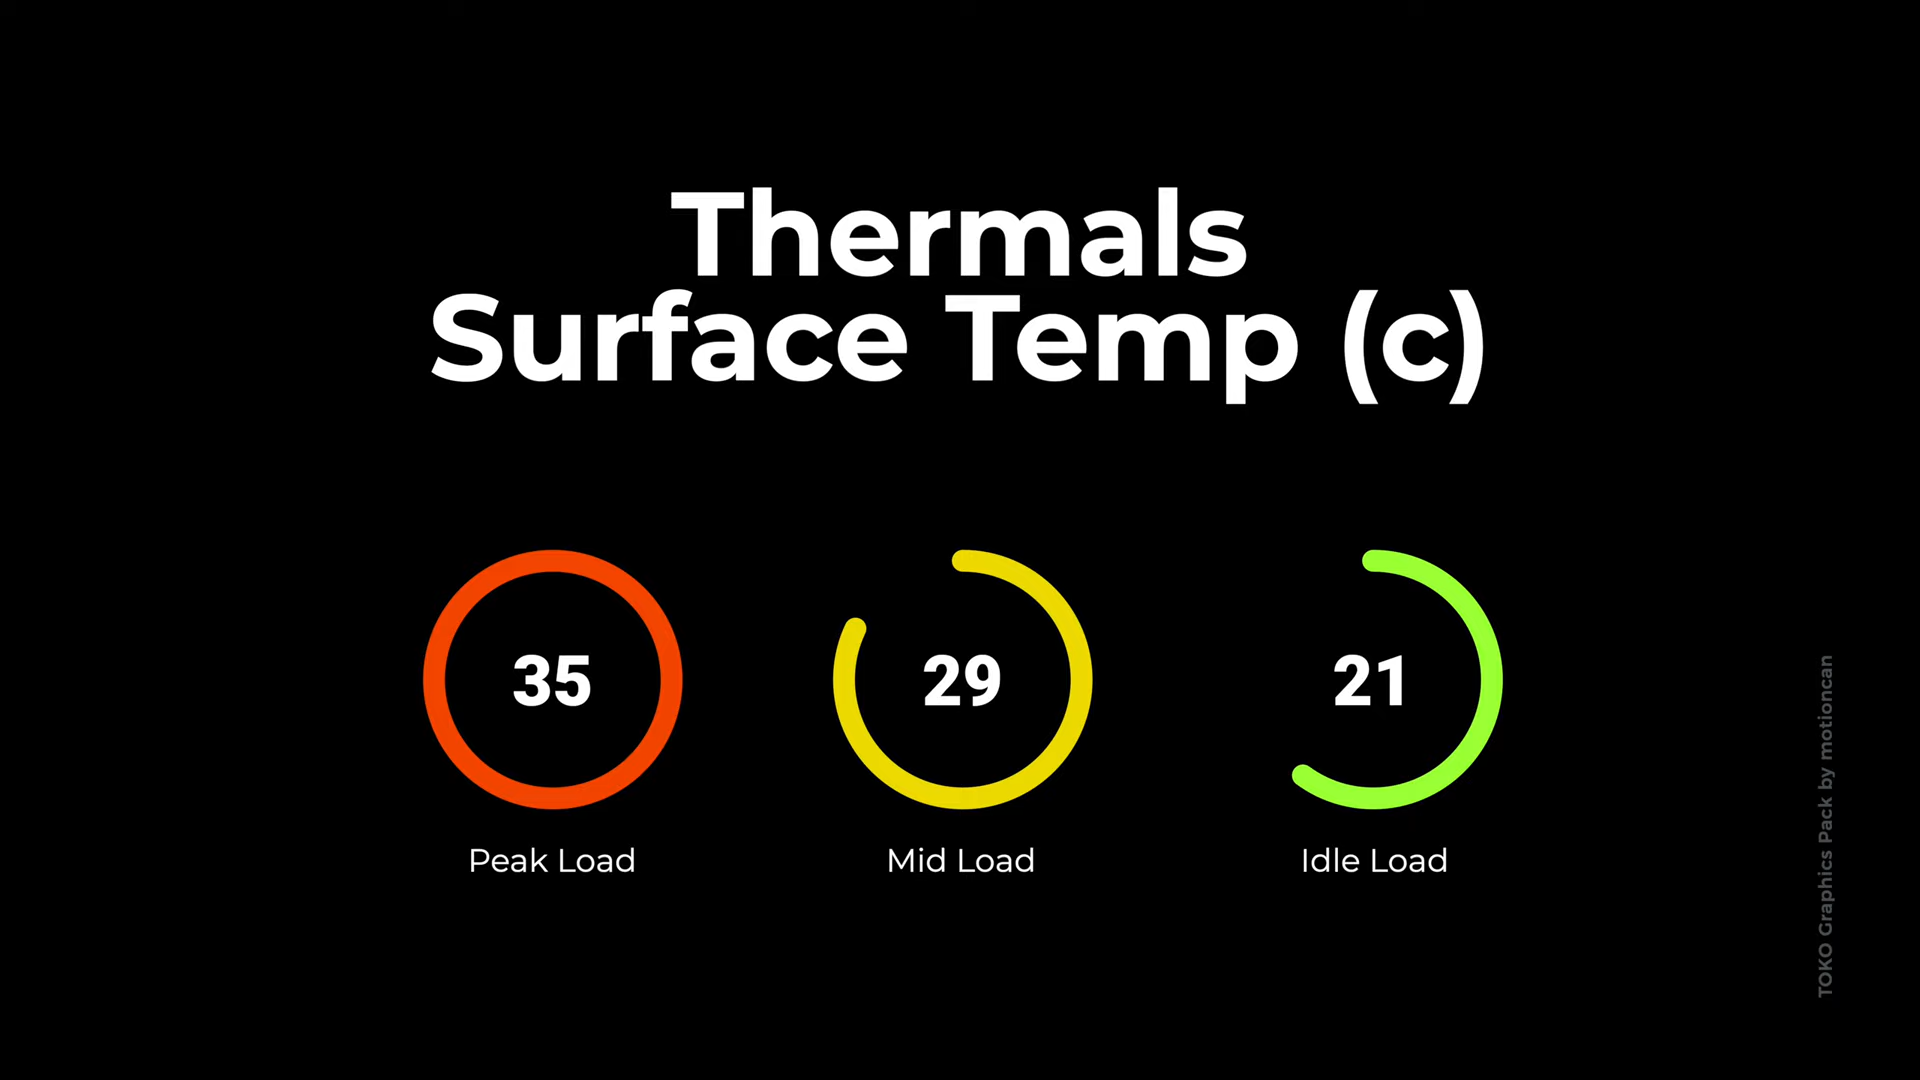 Thermals
Surface Temp (c)
35
29
21
Peak Load
Mid Load
Idle Load
TOKO Graphics Pack by motioncan